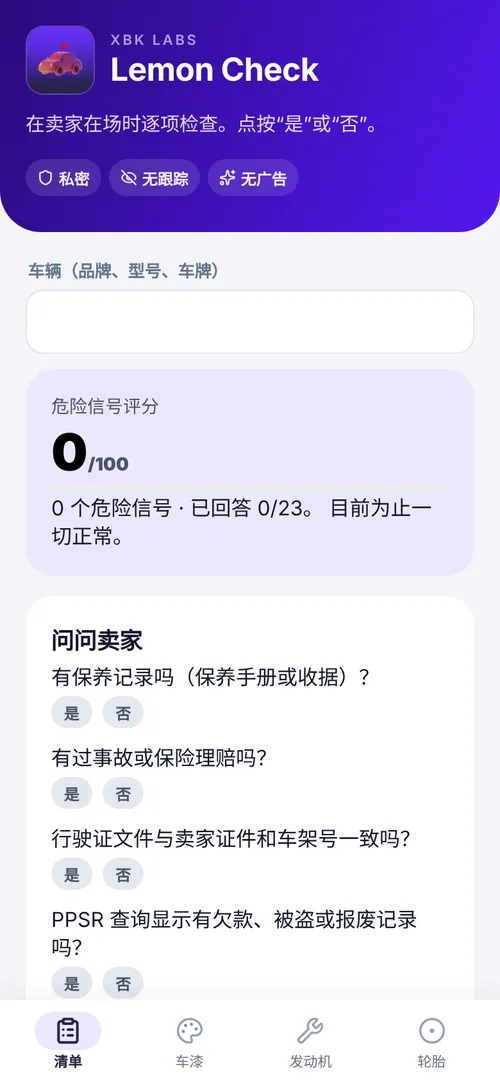 XBK LABS
Lemon Check
在卖家在场时逐项检查。点按“是”或“否”。
私密
无跟踪
无广告
车辆（品牌、型号、车牌）
危险信号评分
0/100
0 个危险信号 · 已回答 0/23。 目前为止一
切正常。
问问卖家
有保养记录吗（保养手册或收据）？
是
否
有过事故或保险理赔吗？
是
否
行驶证文件与卖家证件和车架号一致吗？
是
否
PPSR 查询显示有欠款、被盗或报废记录
吗？
是
否
清单
车漆
发动机
轮胎